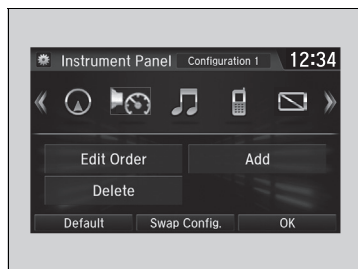 Instrument Panel Configuration 1 12:34
Edit Order Add
Delete
Default Swap Config. OK